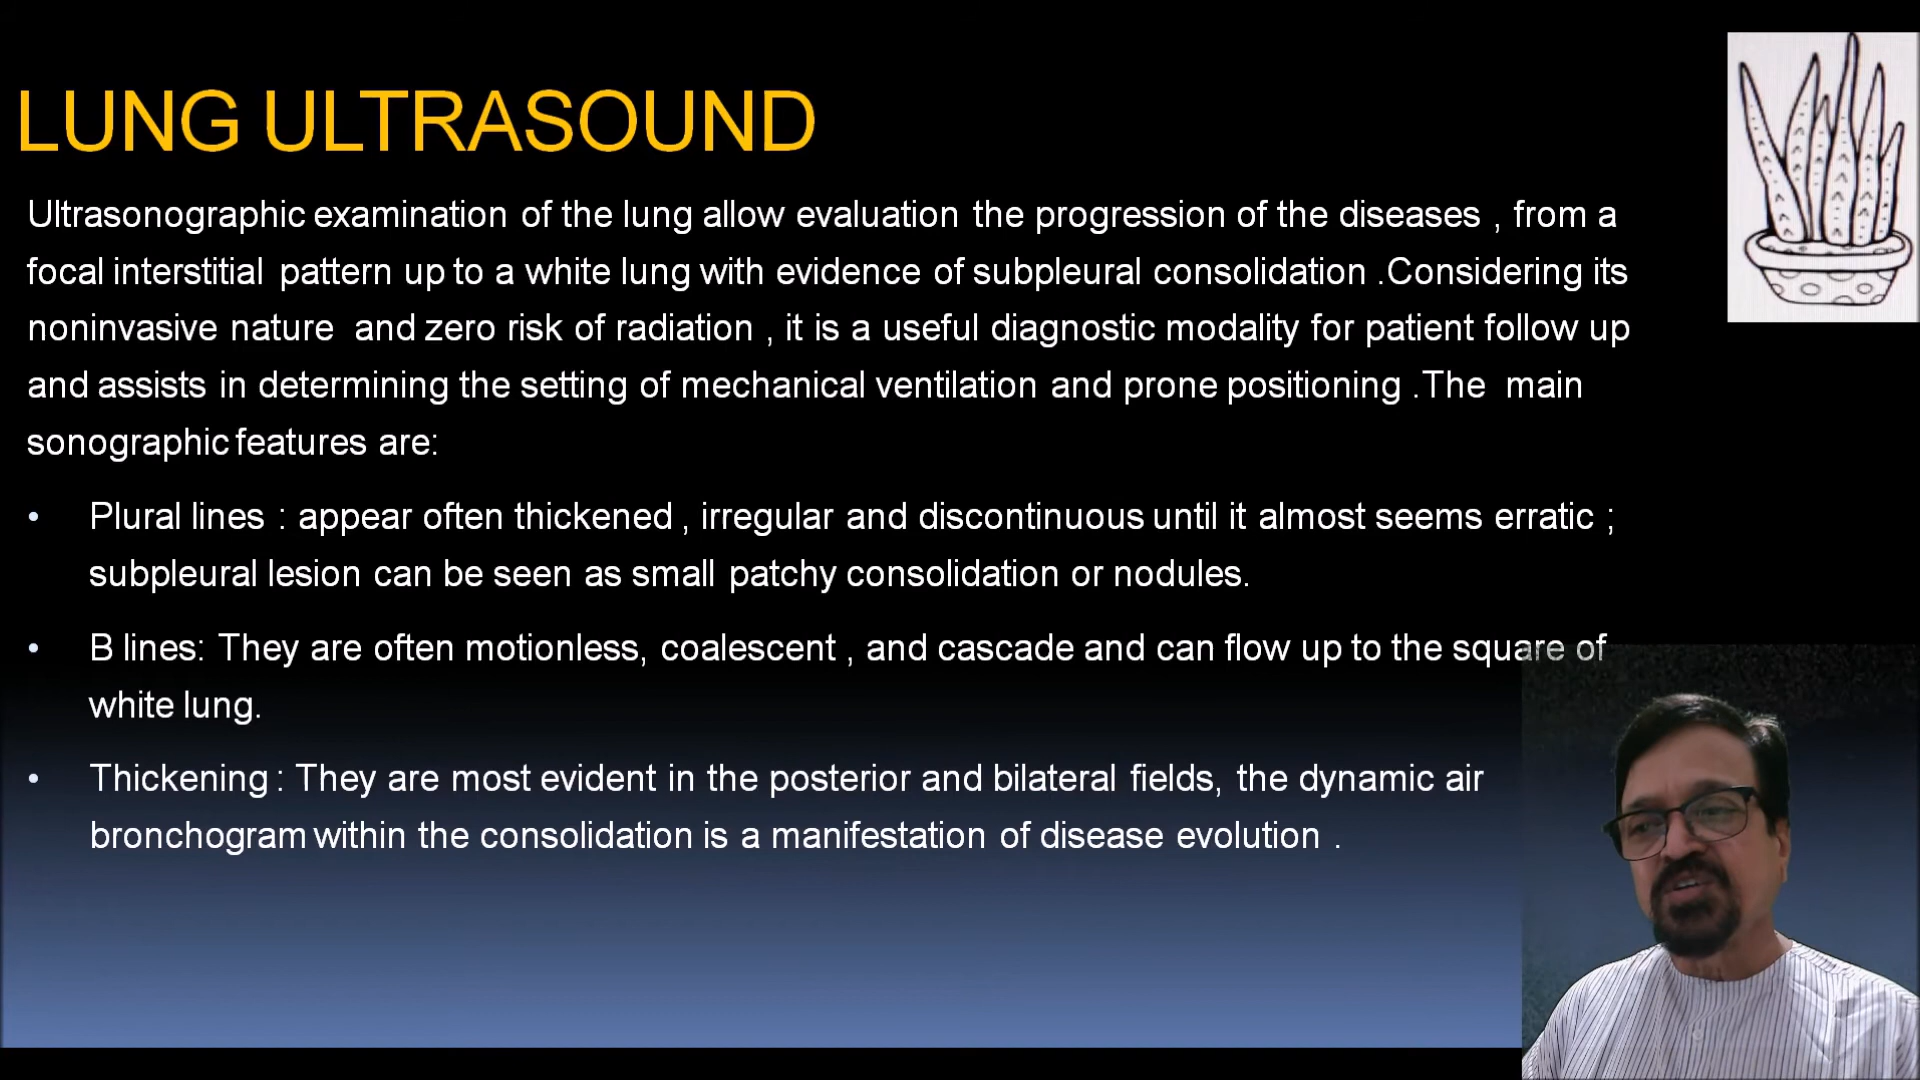 LUNG ULTRASOUND
Ultrasonographic examination of the lung allow evaluation the progression of the diseases , from a
focal interstitial pattern up to a white lung with evidence of subpleural consolidation .Considering its
noninvasive nature and zero risk of radiation , it is a useful diagnostic modality for patient follow up
and assists in determining the setting of mechanical ventilation and prone positioning .The main
sonographic features are:
• Plural lines : appear often thickened , irregular and discontinuous until it almost seems erratic ;
subpleural lesion can be seen as small patchy consolidation or nodules.
• B lines: They are often motionless, coalescent , and cascade and can flow up to the square of
white lung.
• Thickening : They are most evident in the posterior and bilateral fields, the dynamic air
bronchogram within the consolidation is a manifestation of disease evolution .